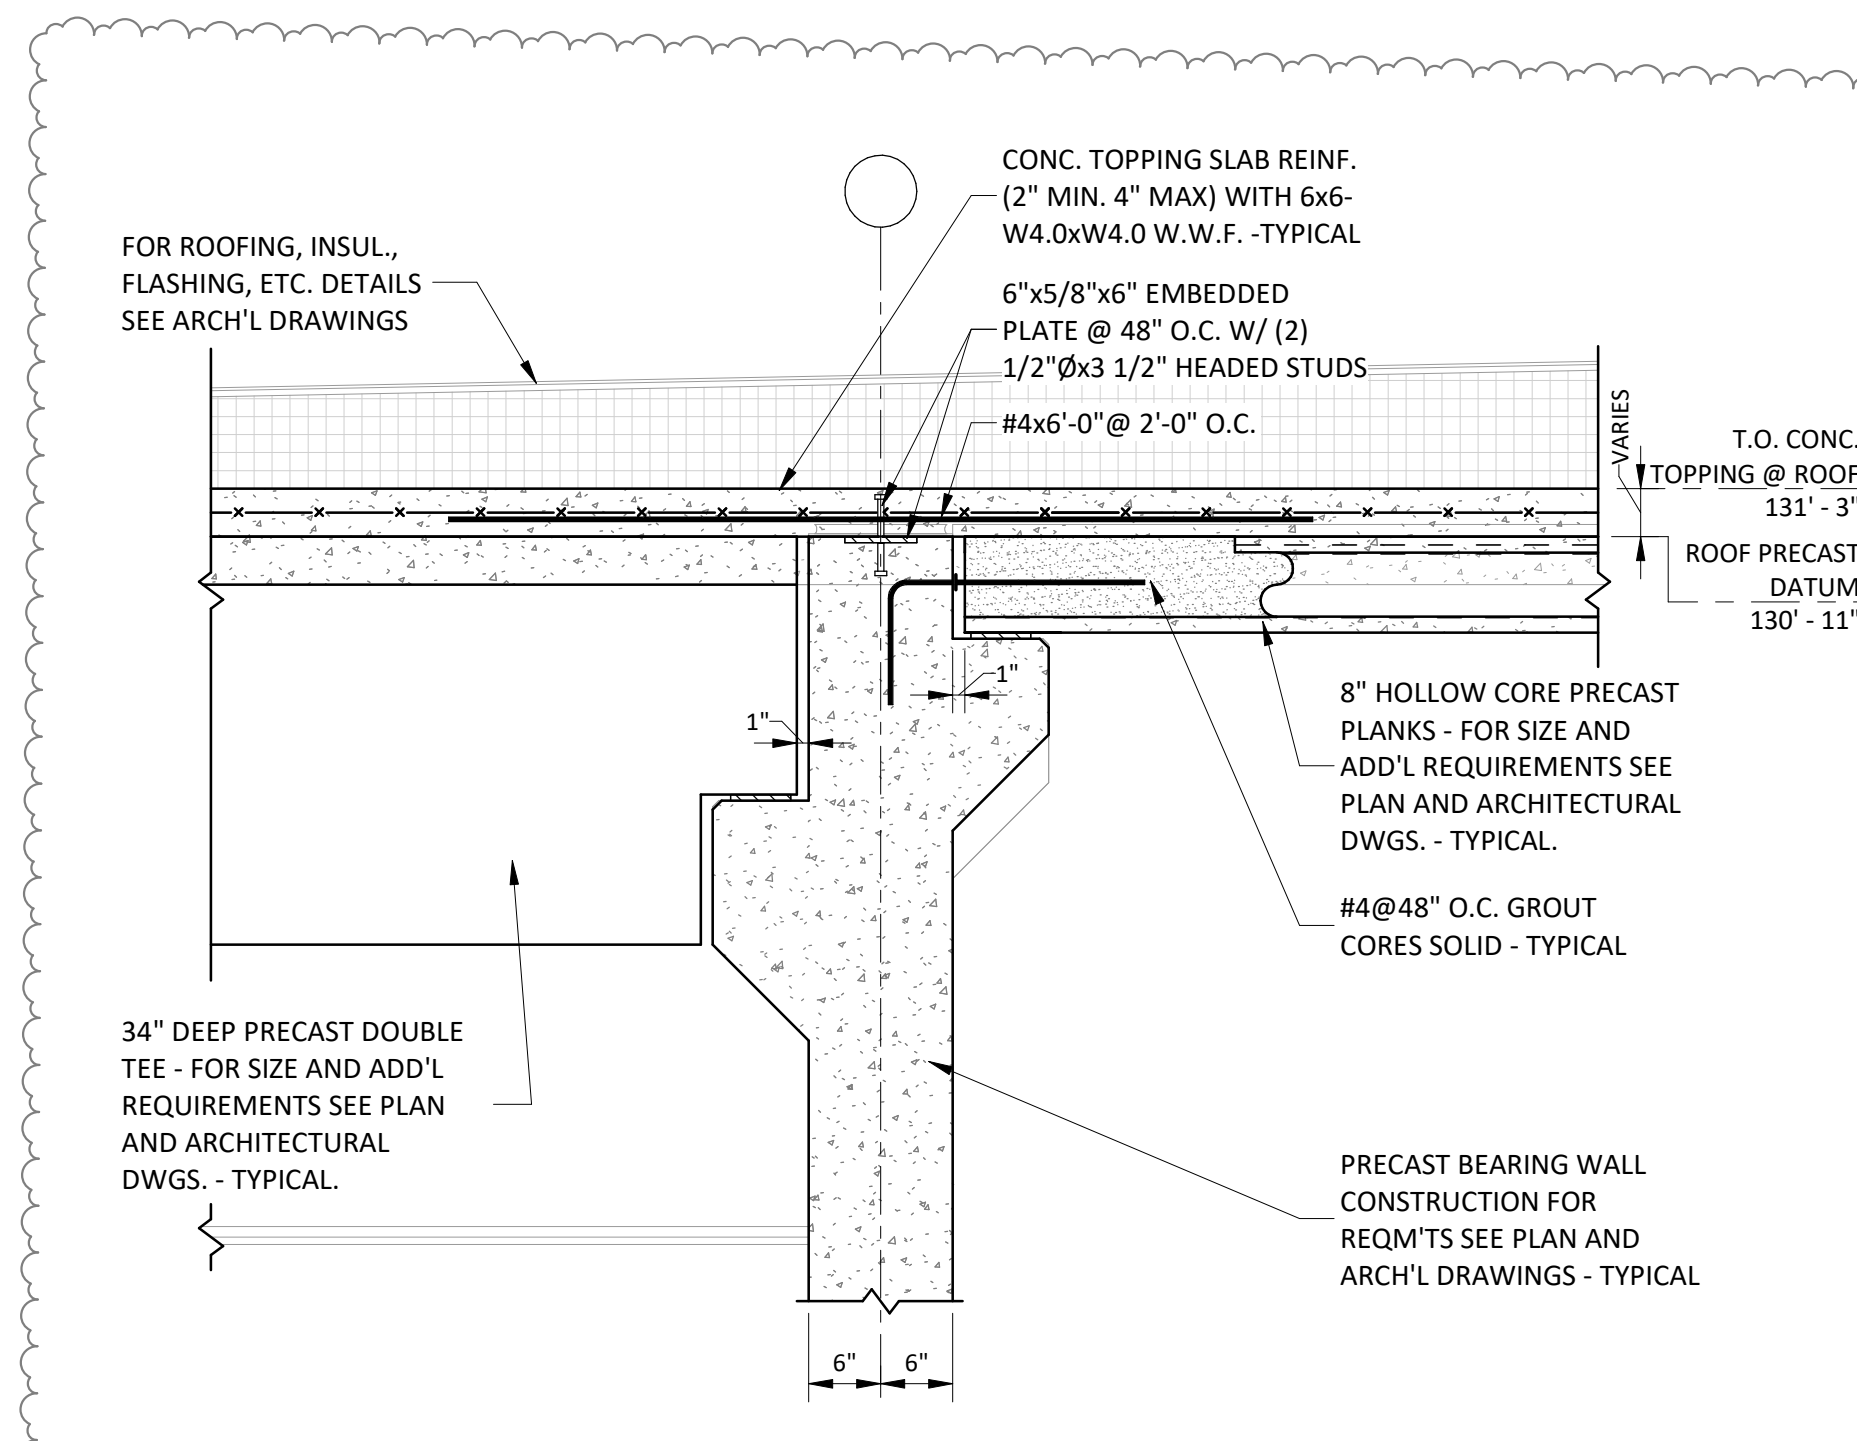 CONC. TOPPING SLAB REINF.
(2" MIN. 4" MAX) WITH 6x6-
W4.0xW4.0 W.W.F. -TYPICAL
FOR ROOFING, INSUL.,
FLASHING, ETC. DETAILS
SEE ARCH'L DRAWINGS
6"x5/8"x6" EMBEDDED
PLATE @ 48" O.C. W/ (2)
1/2"Øx3 1/2" HEADED STUDS
#4x6'-0"@ 2'-0" O.C.
VARIES
T.O. CONC.
TOPPING @ ROOF
131' - 3"
ROOF PRECAST
DATUM
130' - 11"
1"
1"
8" HOLLOW CORE PRECAST
PLANKS - FOR SIZE AND
ADD'L REQUIREMENTS SEE
PLAN AND ARCHITECTURAL
DWGS. - TYPICAL.
#4@48" O.C. GROUT
CORES SOLID - TYPICAL
34" DEEP PRECAST DOUBLE
TEE - FOR SIZE AND ADD'L
REQUIREMENTS SEE PLAN
AND ARCHITECTURAL
DWGS. - TYPICAL.
PRECAST BEARING WALL
CONSTRUCTION FOR
REQM'TS SEE PLAN AND
ARCH'L DRAWINGS - TYPICAL
6"
6"